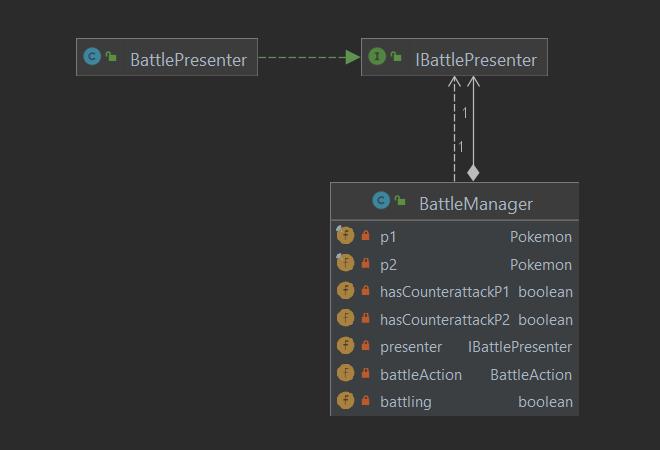 C BattlePresenter
I IBattlePresenter
1
1
C BattleManager
f p1 Pokemon
f p2 Pokemon
f hasCounterattackP1 boolean
f hasCounterattackP2 boolean
f presenter IBattlePresenter
f battleAction BattleAction
f battling boolean